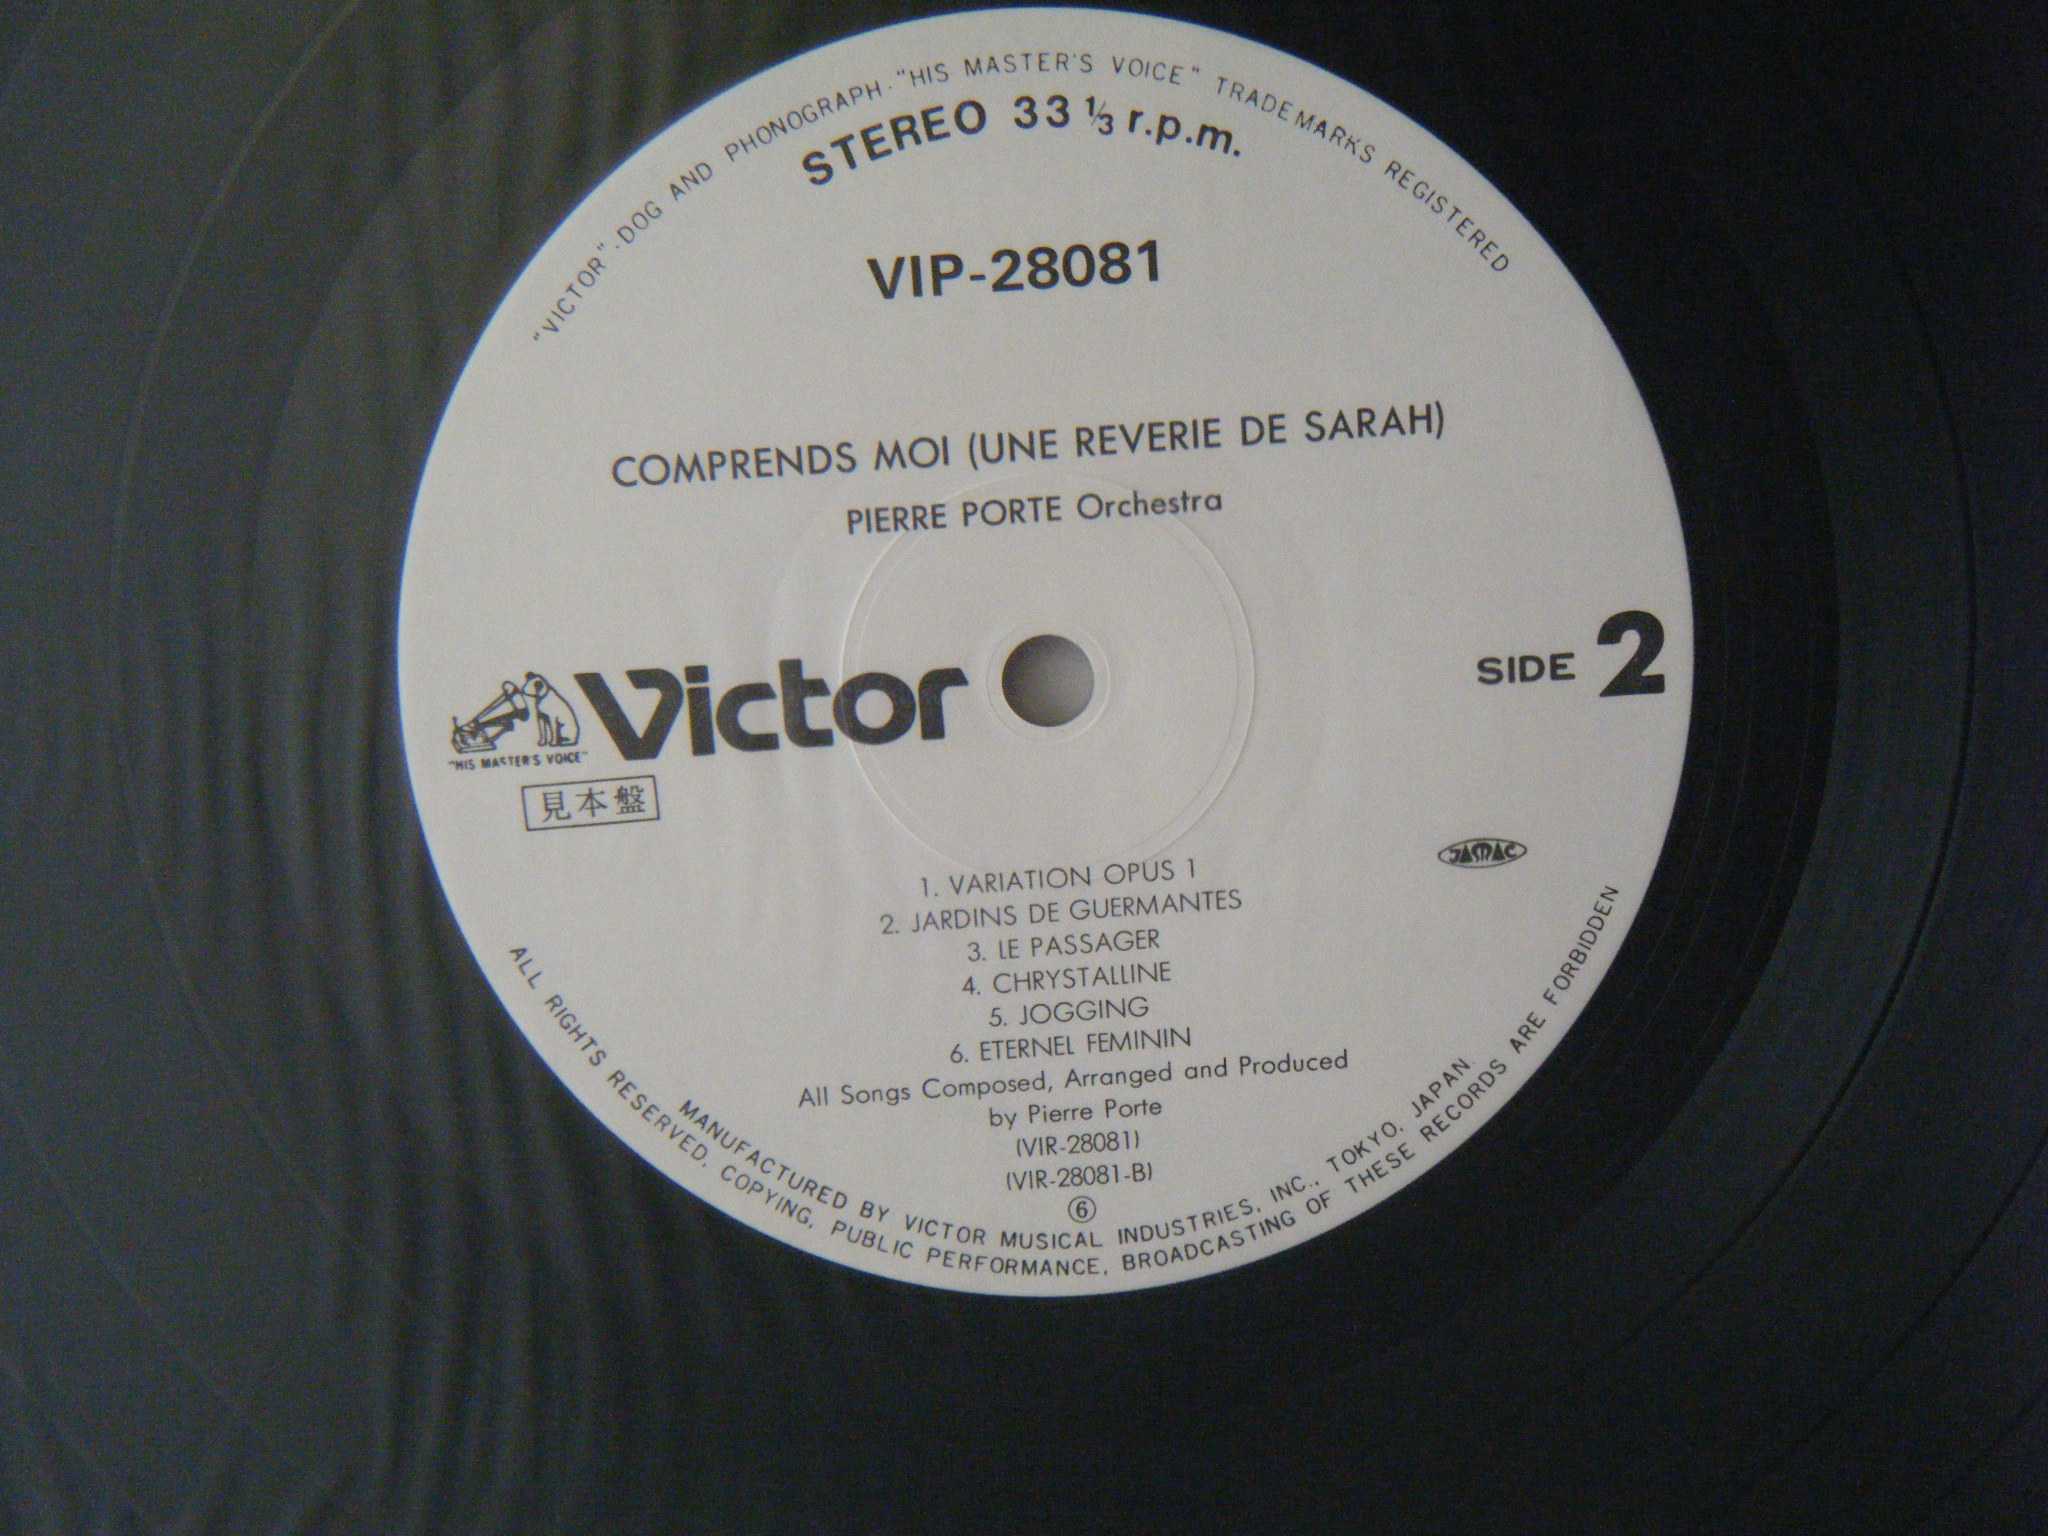 "VICTOR"·DOG AND PHONOGRAPH·"HIS MASTER'S VOICE" TRADE MARKS REGISTERED
STEREO 33 ⅓ r.p.m.
VIP-28081
COMPRENDS MOI (UNE REVERIE DE SARAH)
PIERRE PORTE Orchestra
Victor
"HIS MASTER'S VOICE"
SIDE 2
見本盤
JASRAC
1. VARIATION OPUS 1
2. JARDINS DE GUERMANTES
3. LE PASSAGER
4. CHRYSTALLINE
5. JOGGING
6. ETERNEL FEMININ
All Songs Composed, Arranged and Produced
by Pierre Porte
(VIR-28081)
(VIR-28081-B)
⑥
MANUFACTURED BY VICTOR MUSICAL INDUSTRIES, INC., TOKYO, JAPAN.
ALL RIGHTS RESERVED. COPYING, PUBLIC PERFORMANCE, BROADCASTING OF THESE RECORDS ARE FORBIDDEN